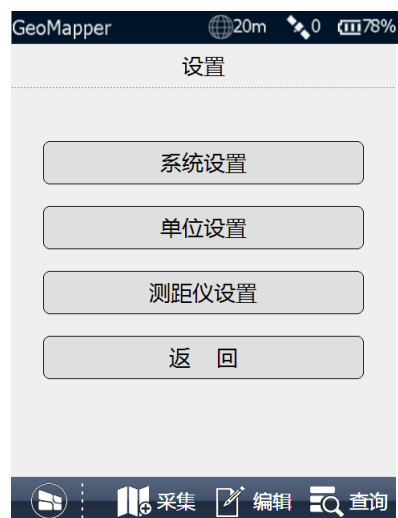 GeoMapper 20m 0 78%
设置
系统设置
单位设置
测距仪设置
返 回
采集 编辑 查询